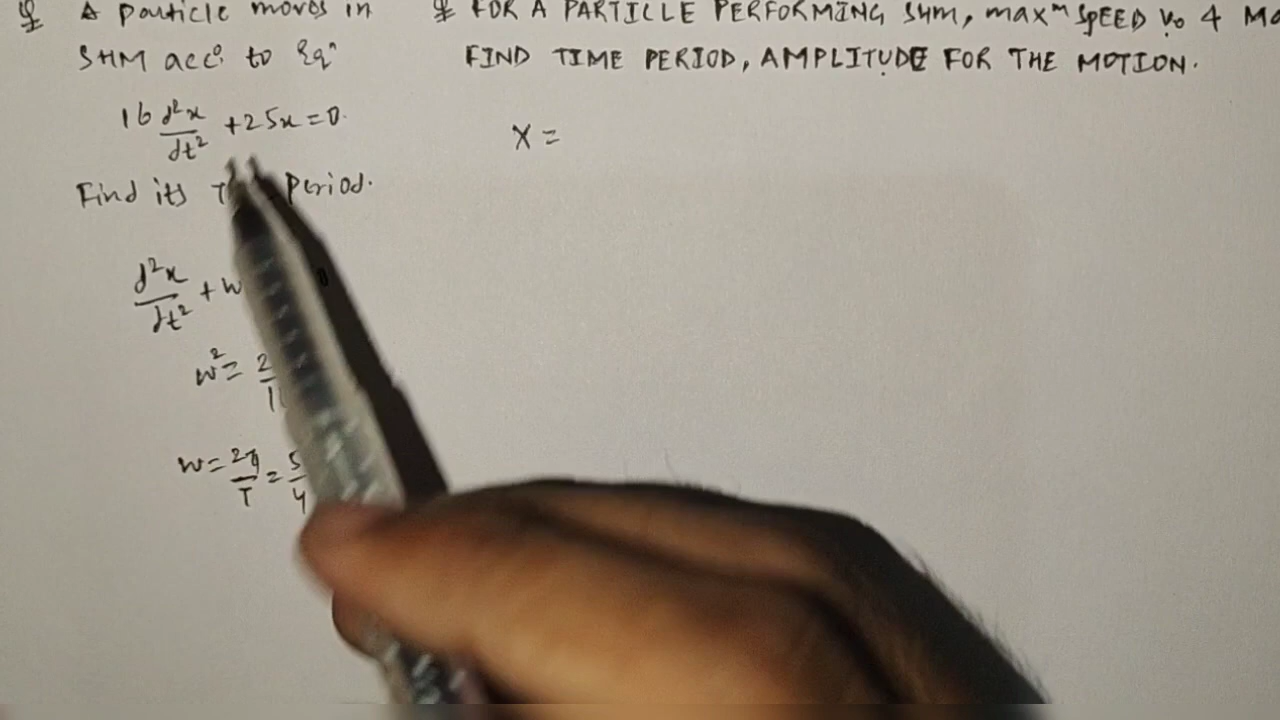 Q A particle moves in
SHM accⁿ to Eqⁿ
16 d²x/dt² + 25x = 0.
Find its Period.
d²x/dt² + w
w² =
w = 2π/T = 5/4
Q FOR A PARTICLE PERFORMING SHM, maxᵐ SPEED v₀ 4
FIND TIME PERIOD, AMPLITUDE FOR THE MOTION.
X =